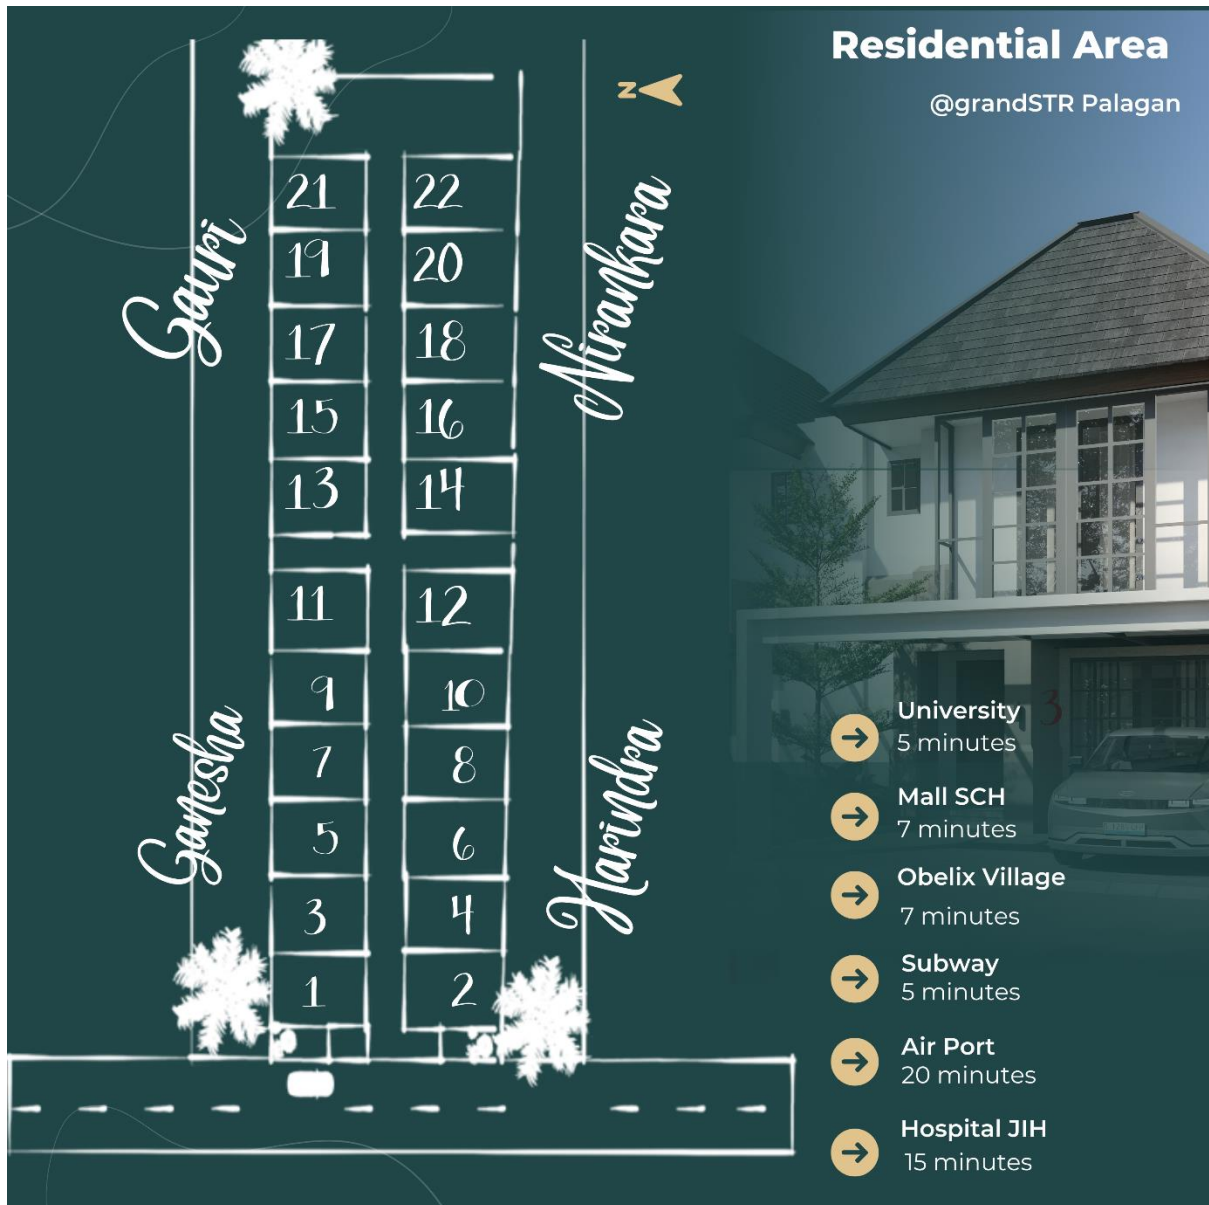 Residential Area
@grandSTR Palagan
N
Gauri
Nirankara
21 22
19 20
17 18
15 16
13 14
11 12
9 10
7 8
5 6
3 4
1 2
Ganesha
Harindra
University
5 minutes
Mall SCH
7 minutes
Obelix Village
7 minutes
Subway
5 minutes
Air Port
20 minutes
Hospital JIH
15 minutes
3